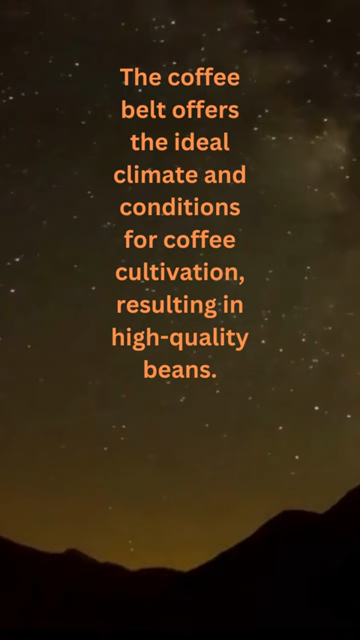 The coffee
belt offers
the ideal
climate and
conditions
for coffee
cultivation,
resulting in
high-quality
beans.